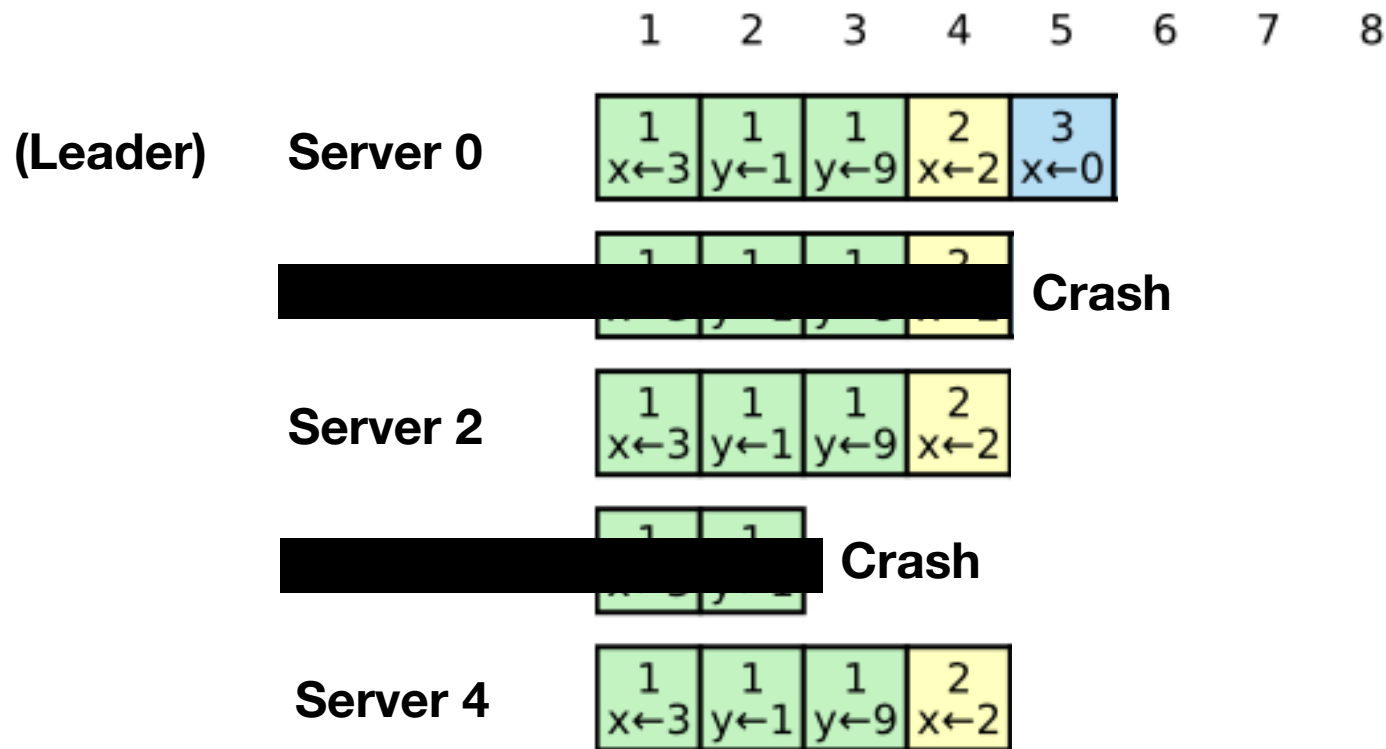 1 2 3 4 5 6 7 8
(Leader) Server 0
1 1 1 2 3
x←3 y←1 y←9 x←2 x←0
Crash
Server 2
1 1 1 2
x←3 y←1 y←9 x←2
Crash
Server 4
1 1 1 2
x←3 y←1 y←9 x←2